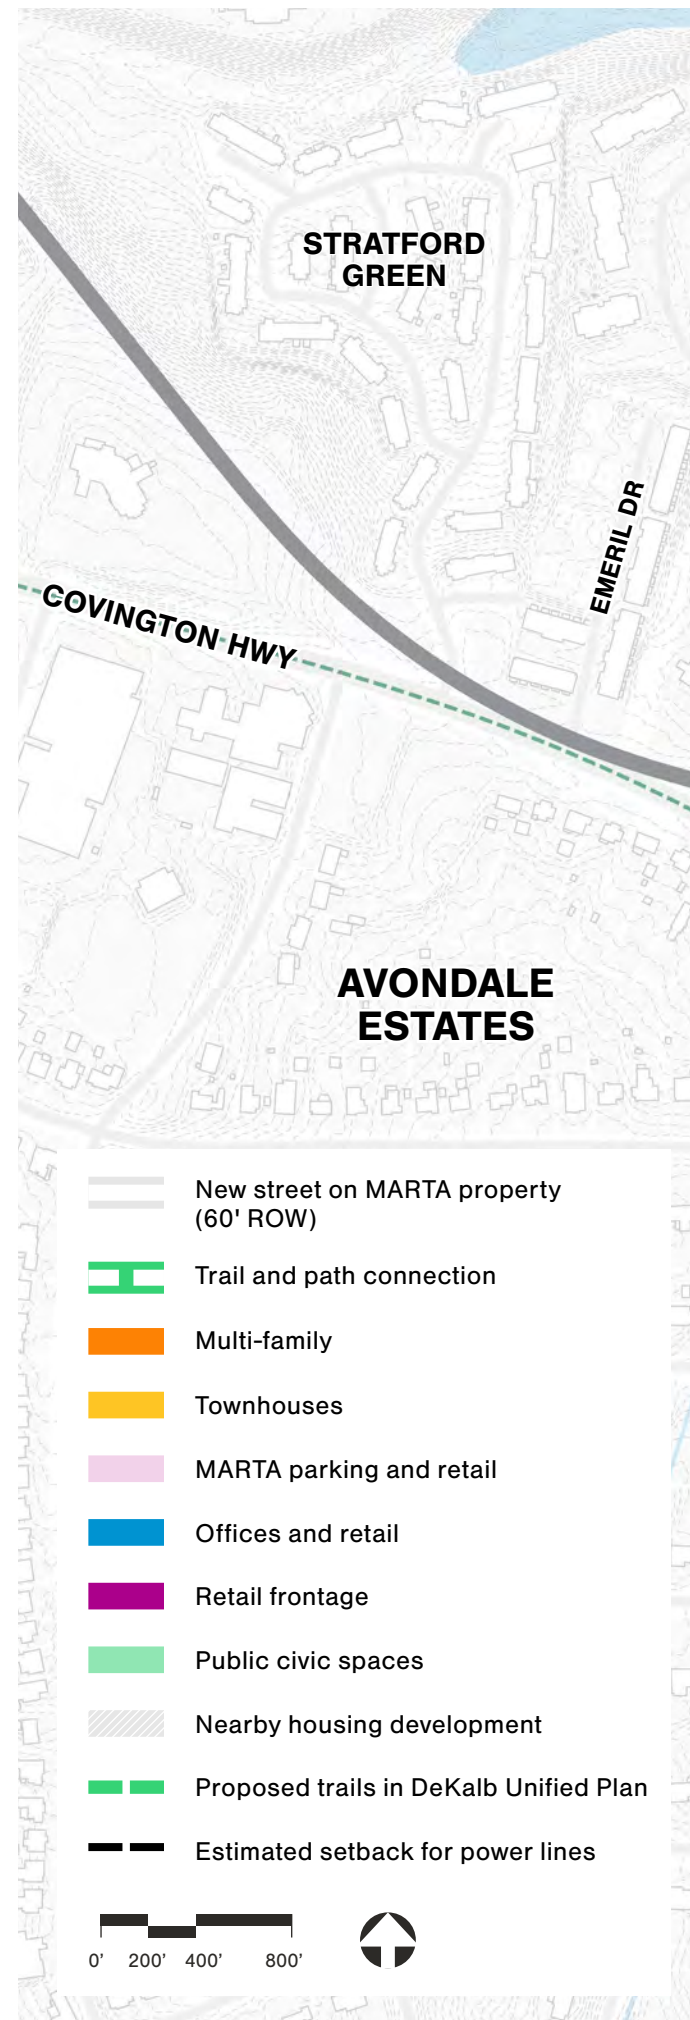 STRATFORD
GREEN
EMERIL DR
COVINGTON HWY
AVONDALE
ESTATES
New street on MARTA property
(60' ROW)
Trail and path connection
Multi-family
Townhouses
MARTA parking and retail
Offices and retail
Retail frontage
Public civic spaces
Nearby housing development
Proposed trails in DeKalb Unified Plan
Estimated setback for power lines
0’ 200’ 400’ 800’